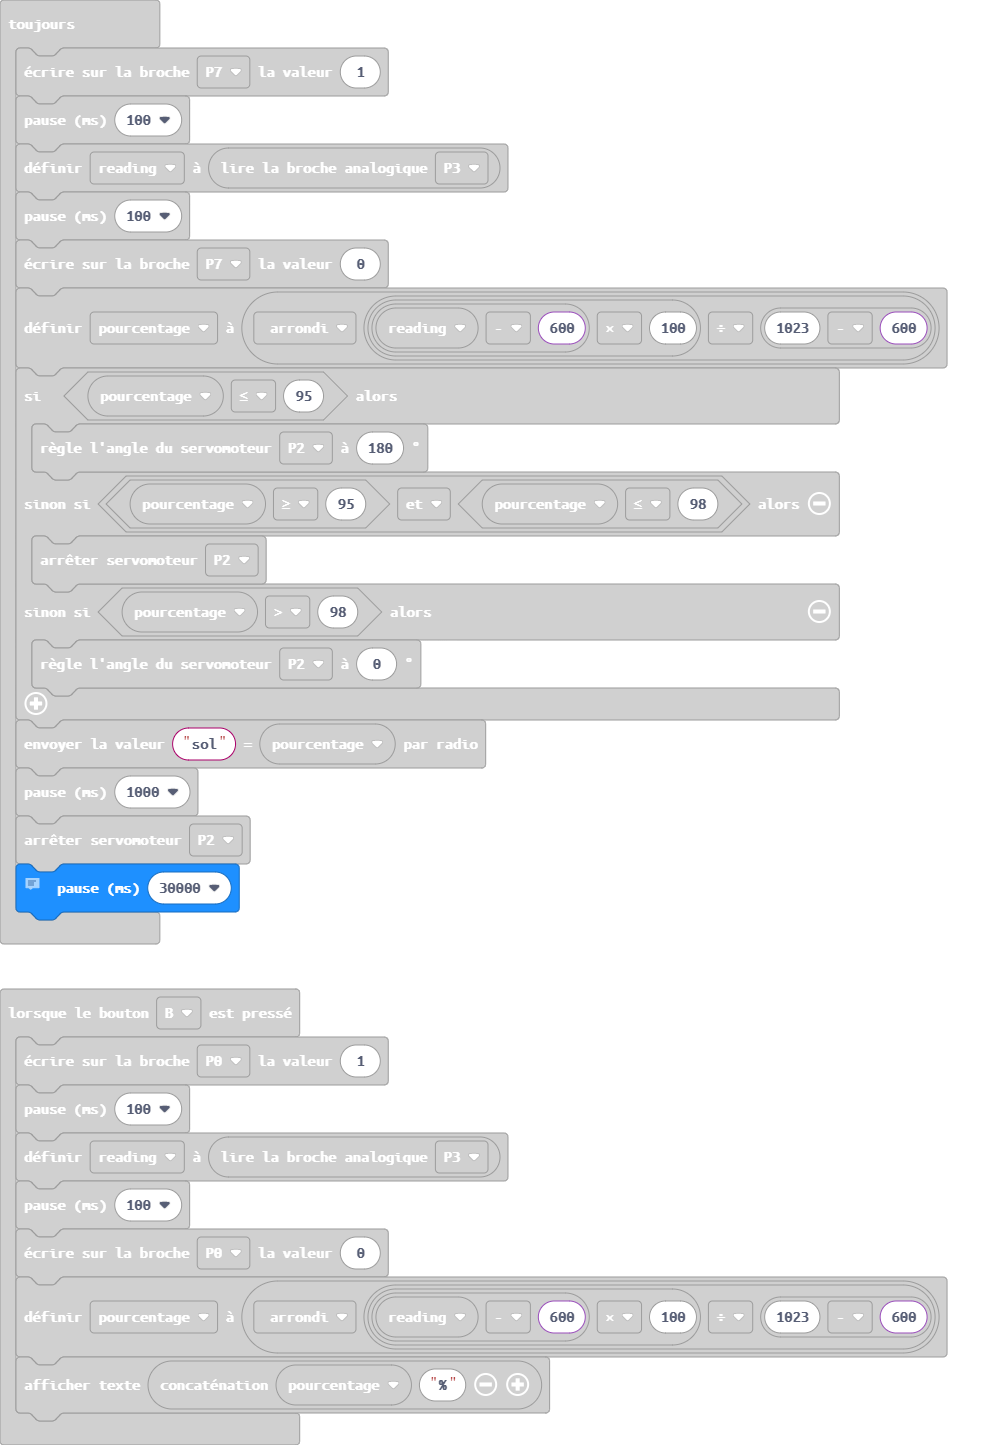 toujours
écrire sur la broche P7 la valeur 1
pause (ms) 100
définir reading à lire la broche analogique P3
pause (ms) 100
écrire sur la broche P7 la valeur 0
définir pourcentage à arrondi reading - 600 × 100 ÷ 1023 - 600
si pourcentage ≤ 95 alors
règle l'angle du servomoteur P2 à 180 °
sinon si pourcentage ≥ 95 et pourcentage ≤ 98 alors
arrêter servomoteur P2
sinon si pourcentage > 98 alors
règle l'angle du servomoteur P2 à 0 °
envoyer la valeur "sol" = pourcentage par radio
pause (ms) 1000
arrêter servomoteur P2
pause (ms) 30000
lorsque le bouton B est pressé
écrire sur la broche P0 la valeur 1
pause (ms) 100
définir reading à lire la broche analogique P3
pause (ms) 100
écrire sur la broche P0 la valeur 0
définir pourcentage à arrondi reading - 600 × 100 ÷ 1023 - 600
afficher texte concaténation pourcentage "%"